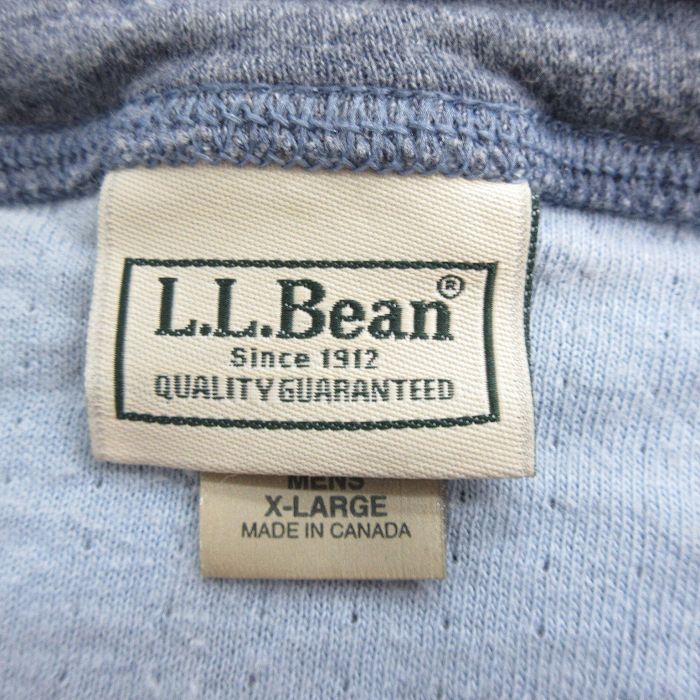 L.L.Bean®
Since 1912
QUALITY GUARANTEED
MENS
X-LARGE
MADE IN CANADA